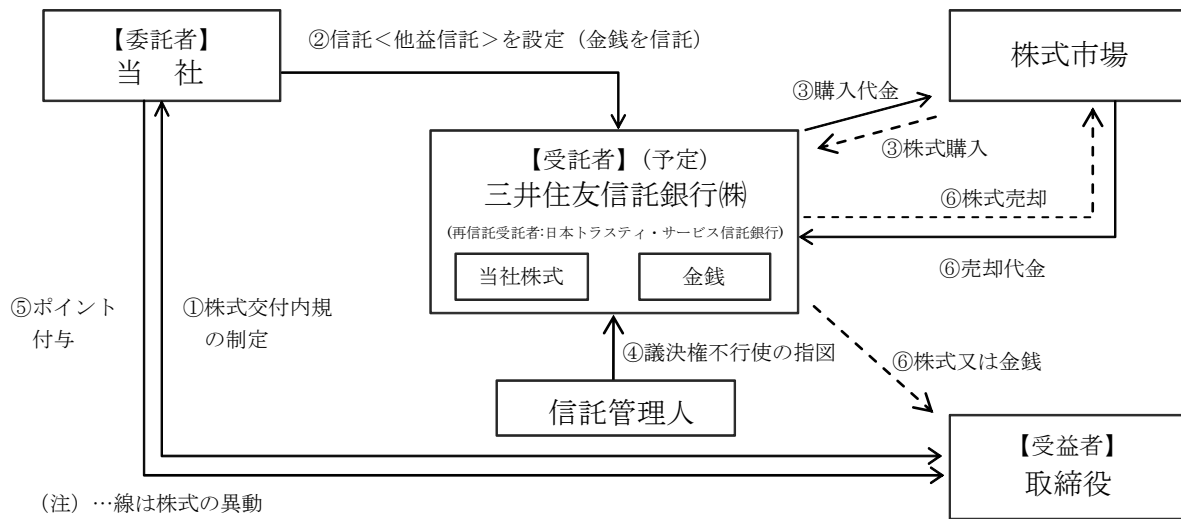 【委託者】
当 社
②信託＜他益信託＞を設定（金銭を信託）
株式市場
③購入代金
③株式購入
【受託者】（予定）
三井住友信託銀行㈱
(再信託受託者:日本トラスティ・サービス信託銀行)
当社株式
金銭
⑥株式売却
⑥売却代金
⑤ポイント
付与
①株式交付内規
の制定
④議決権不行使の指図
⑥株式又は金銭
信託管理人
【受益者】
取締役
（注）…線は株式の異動